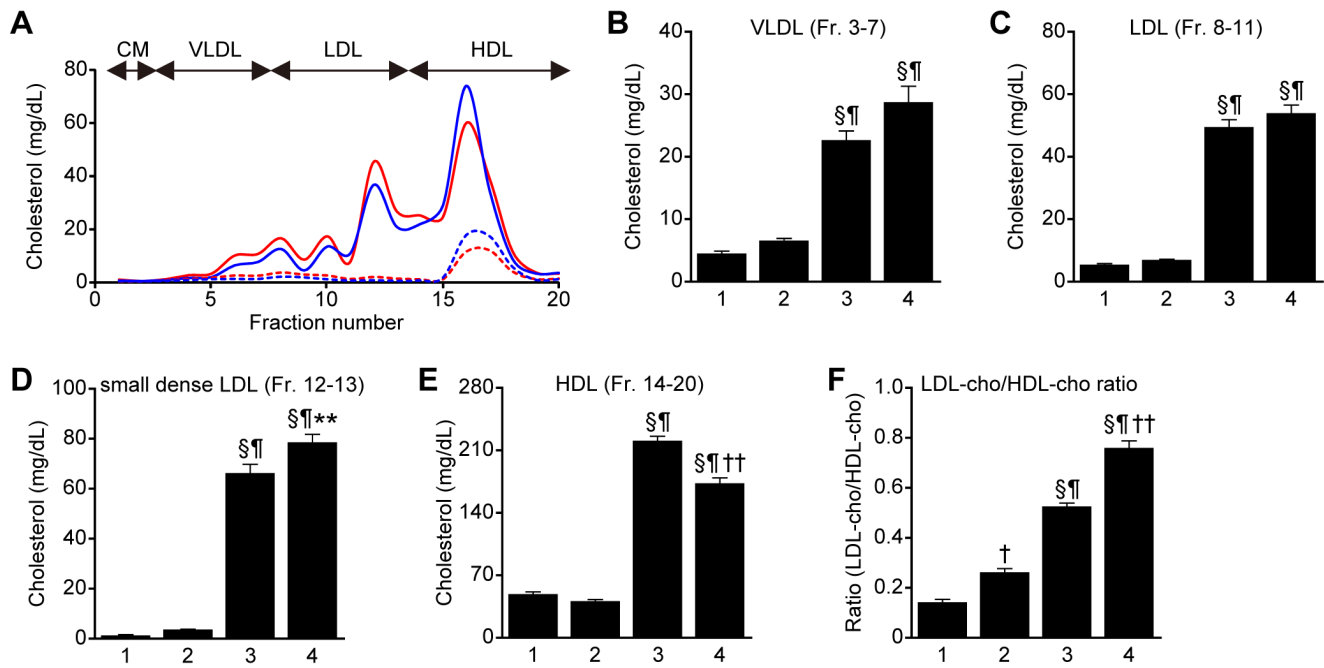 A
CM VLDL LDL HDL
80
60
40
20
0
Cholesterol (mg/dL)
0 5 10 15 20
Fraction number
B
VLDL (Fr. 3-7)
40
30
20
10
0
Cholesterol (mg/dL)
§¶
§¶
1 2 3 4
C
LDL (Fr. 8-11)
80
60
40
20
0
Cholesterol (mg/dL)
§¶ §¶
1 2 3 4
D
small dense LDL (Fr. 12-13)
100
80
60
40
20
0
Cholesterol (mg/dL)
§¶
§¶**
1 2 3 4
E
HDL (Fr. 14-20)
280
210
140
70
0
Cholesterol (mg/dL)
§¶
§¶††
1 2 3 4
F
LDL-cho/HDL-cho ratio
1.0
0.8
0.6
0.4
0.2
0
Ratio (LDL-cho/HDL-cho)
†
§¶
§¶††
1 2 3 4